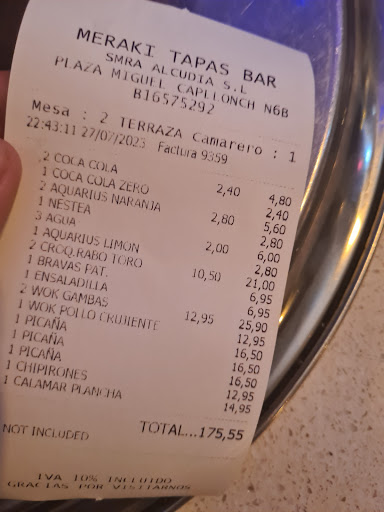 MERAKI TAPAS BAR
SMRA ALCUDIA S.L
PLAZA MIGUEL CAPLLONCH N6B
B16575292
Mesa : 2 TERRAZA Camarero : 1
22:43:11 27/07/2023 Factura 9359
2 COCA COLA 2,40 4,80
1 COCA COLA ZERO 2,40
2 AQUARIUS NARANJA 2,80 5,60
1 NESTEA 2,80
3 AGUA 2,00 6,00
1 AQUARIUS LIMON 2,80
2 CROQ.RABO TORO 10,50 21,00
1 BRAVAS PAT. 6,95
1 ENSALADILLA 6,95
2 WOK GAMBAS 12,95 25,90
1 WOK POLLO CRUJIENTE 12,95
1 PICAÑA 16,50
1 PICAÑA 16,50
1 PICAÑA 16,50
1 CHIPIRONES 12,95
1 CALAMAR PLANCHA 14,95
TOTAL...175,55
NOT INCLUDED
IVA 10% INCLUIDO
GRACIAS POR VISITARNOS